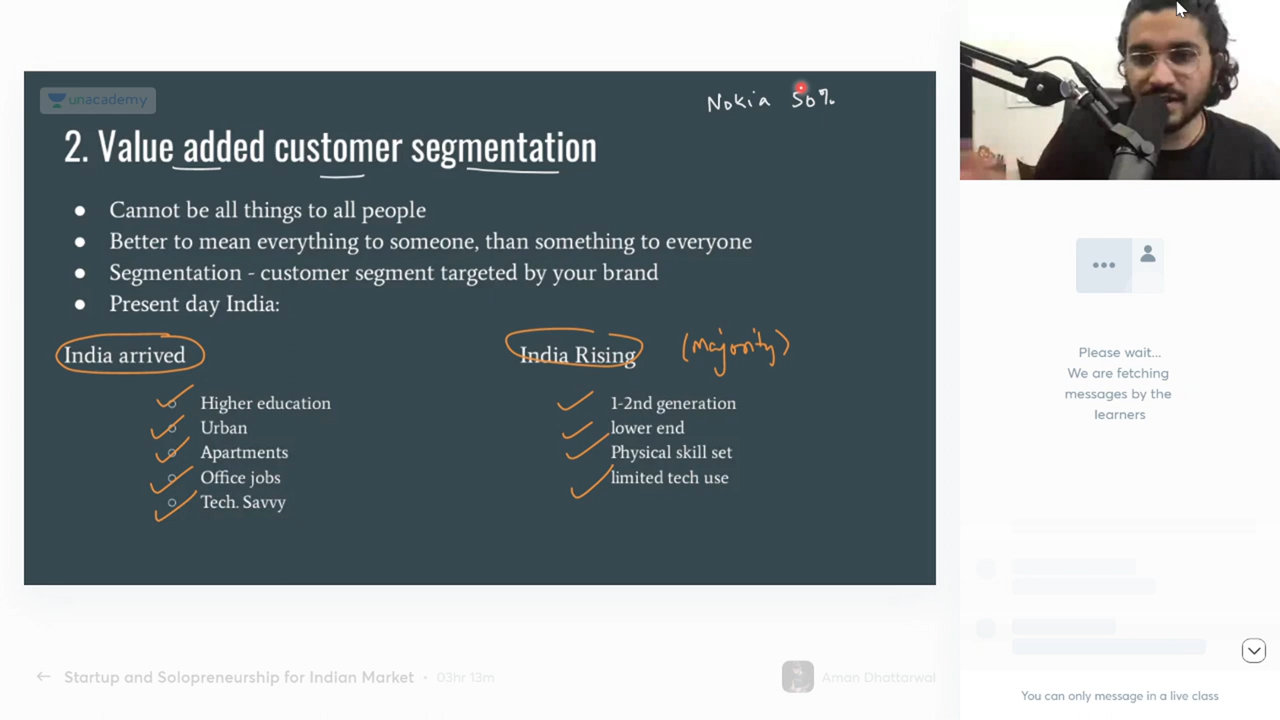 unacademy
Nokia 50%
2. Value added customer segmentation
● Cannot be all things to all people
● Better to mean everything to someone, than something to everyone
● Segmentation - customer segment targeted by your brand
● Present day India:
India arrived
○ Higher education
○ Urban
○ Apartments
○ Office jobs
○ Tech. Savvy
India Rising (Majority)
1-2nd generation
lower end
Physical skill set
limited tech use
Please wait...
We are fetching
messages by the
learners
← Startup and Solopreneurship for Indian Market • 03hr 13m
Aman Dhattarwal
You can only message in a live class